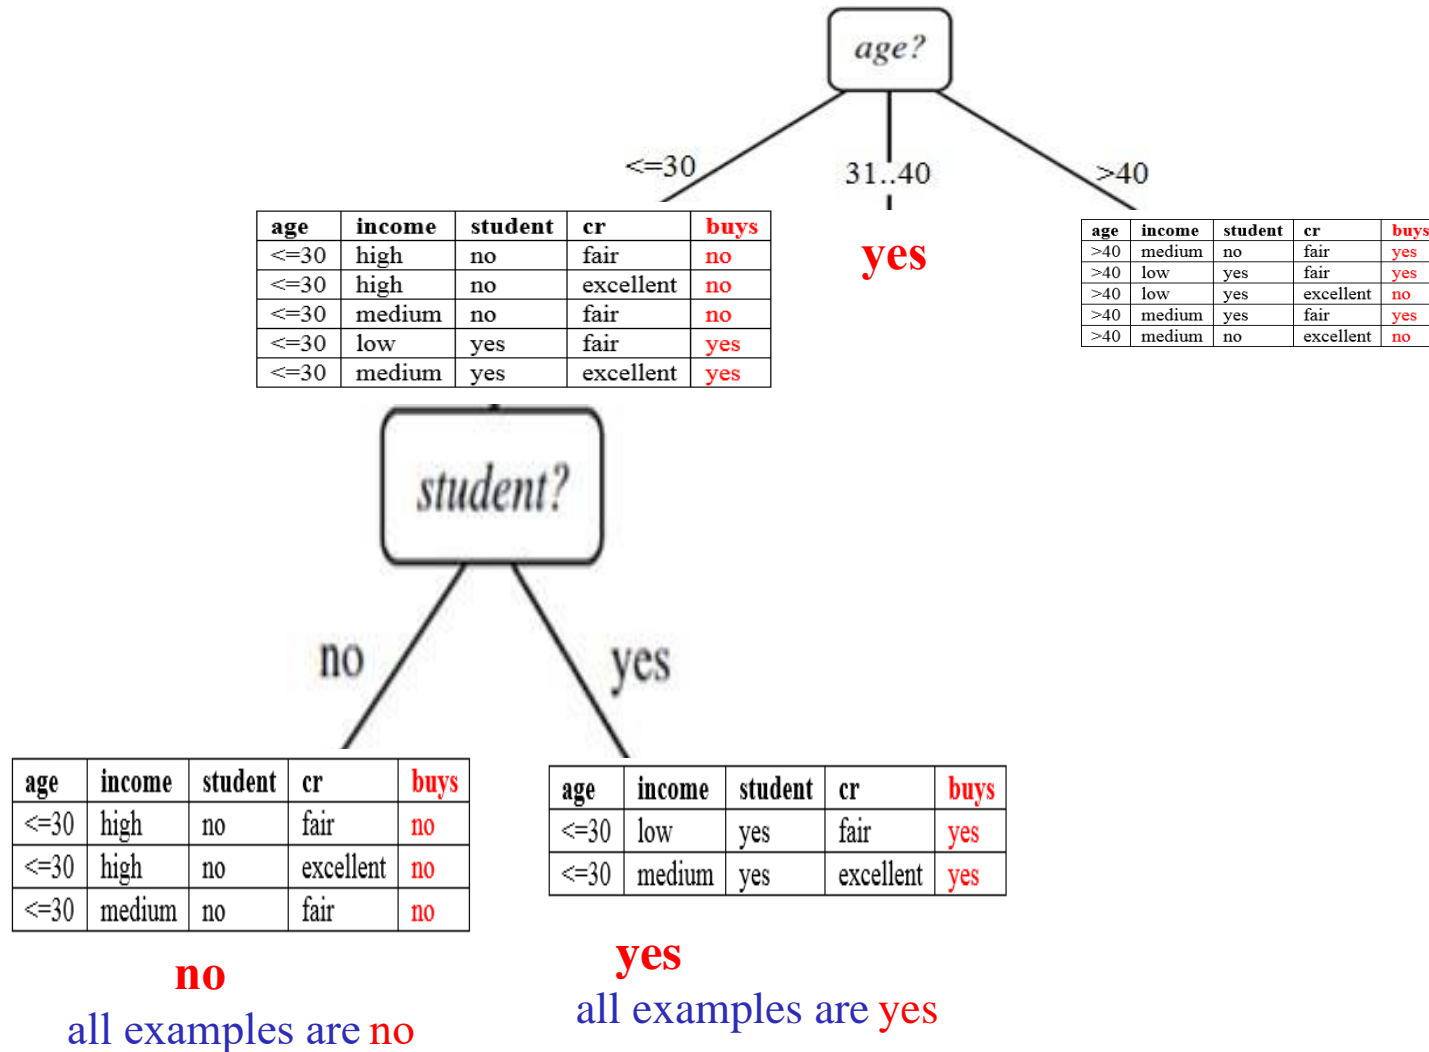 age?
<=30
31..40
>40
age income student cr buys
<=30 high no fair no
<=30 high no excellent no
<=30 medium no fair no
<=30 low yes fair yes
<=30 medium yes excellent yes
yes
age income student cr buys
>40 medium no fair yes
>40 low yes fair yes
>40 low yes excellent no
>40 medium yes fair yes
>40 medium no excellent no
student?
no
yes
age income student cr buys
<=30 high no fair no
<=30 high no excellent no
<=30 medium no fair no
no
all examples are no
age income student cr buys
<=30 low yes fair yes
<=30 medium yes excellent yes
yes
all examples are yes